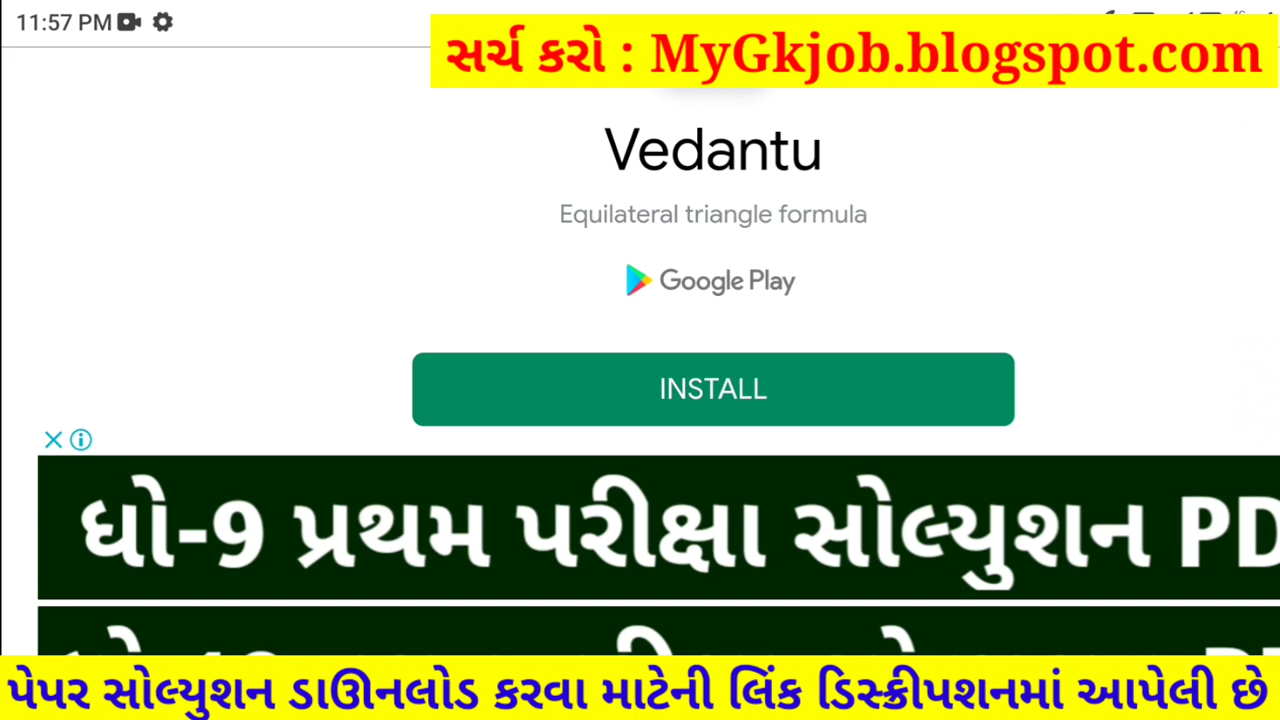 11:57 PM
સર્ચ કરો : MyGkjob.blogspot.com
Vedantu
Equilateral triangle formula
Google Play
INSTALL
ધો-9 પ્રથમ પરીક્ષા સોલ્યુશન PD
પેપર સોલ્યુશન ડાઊનલોડ કરવા માટેની લિંક ડિસ્ક્રીપશનમાં આપેલી છે